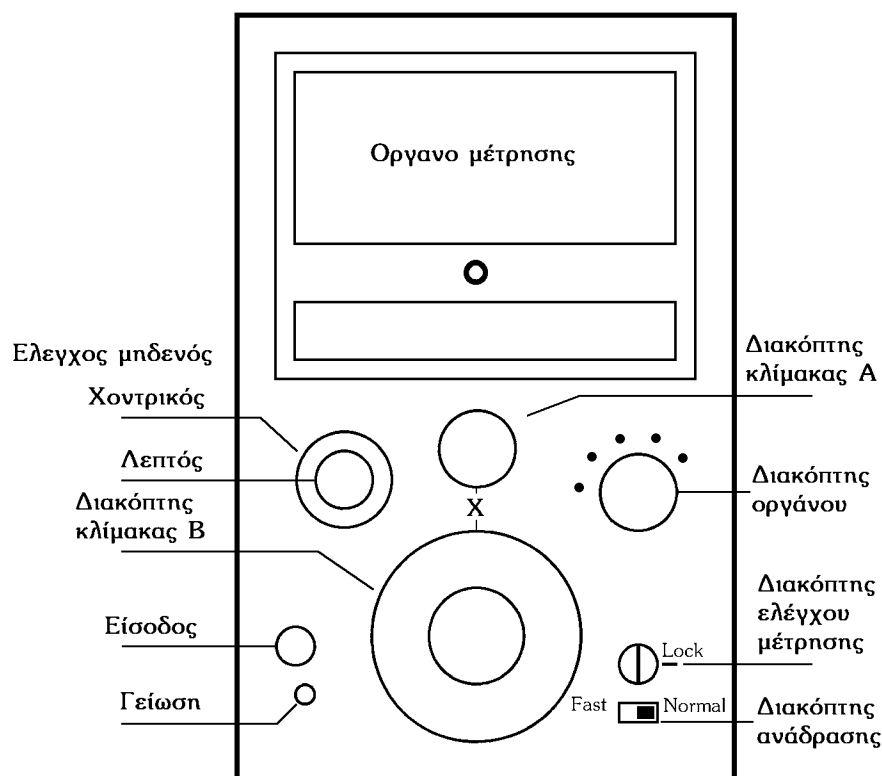 Οργανο μέτρησης
Ελεγχος μηδενός
Χοντρικός
Λεπτός
Διακόπτης
κλίμακας Β
Είσοδος
Γείωση
X
Διακόπτης
κλίμακας Α
Διακόπτης
οργάνου
Διακόπτης
ελέγχου
μέτρησης
Lock
Fast Normal
Διακόπτης
ανάδρασης